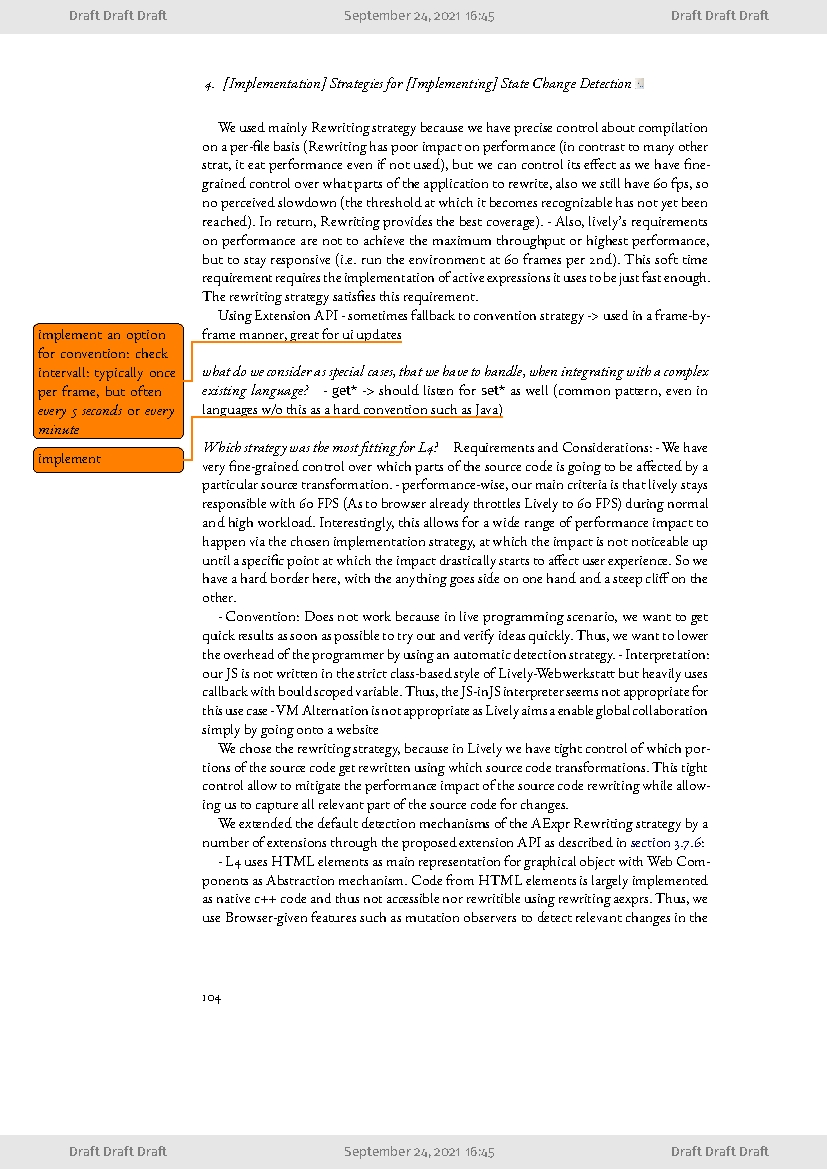 Draft Draft Draft September 24, 2021 16:45 Draft Draft Draft
4. [Implementation] Strategies for [Implementing] State Change Detection
We used mainly Rewriting strategy because we have precise control about compilation
on a per-file basis (Rewriting has poor impact on performance (in contrast to many other
strat, it eat performance even if not used), but we can control its effect as we have fine-
grained control over what parts of the application to rewrite, also we still have 60 fps, so
no perceived slowdown (the threshold at which it becomes recognizable has not yet been
reached). In return, Rewriting provides the best coverage). - Also, lively's requirements
on performance are not to achieve the maximum throughput or highest performance,
but to stay responsive (i.e. run the environment at 60 frames per 2nd). This soft time
requirement requires the implementation of active expressions it uses to be just fast enough.
The rewriting strategy satisfies this requirement.
Using Extension API - sometimes fallback to convention strategy -> used in a frame-by-
frame manner, great for ui updates
implement an option
for convention: check
intervall: typically once
per frame, but often
every 5 seconds or every
minute
what do we consider as special cases, that we have to handle, when integrating with a complex
existing language? - get* -> should listen for set* as well (common pattern, even in
languages w/o this as a hard convention such as Java)
implement
Which strategy was the most fitting for L4? Requirements and Considerations: - We have
very fine-grained control over which parts of the source code is going to be affected by a
particular source transformation. - performance-wise, our main criteria is that lively stays
responsive with 60 FPS (As to browser already throttles Lively to 60 FPS) during normal
and high workload. Interestingly, this allows for a wide range of performance impact to
happen via the chosen implementation strategy, at which the impact is not noticeable up
until a specific point at which the impact drastically starts to affect user experience. So we
have a hard border here, with the anything goes side on one hand and a steep cliff on the
other.
- Convention: Does not work because in live programming scenario, we want to get
quick results as soon as possible to try out and verify ideas quickly. Thus, we want to lower
the overhead of the programmer by using an automatic detection strategy. - Interpretation:
our JS is not written in the strict class-based style of Lively-Webwerkstatt but heavily uses
callback with bould scoped variable. Thus, the JS-in JS interpreter seems not appropriate for
this use case - VM Alternation is not appropriate as Lively aims a enable global collaboration
simply by going onto a website
We chose the rewriting strategy, because in Lively we have tight control of which por-
tions of the source code get rewritten using which source code transformations. This tight
control allow to mitigate the performance impact of the source code rewriting while allow-
ing us to capture all relevant part of the source code for changes.
We extended the default detection mechanisms of the AExpr Rewriting strategy by a
number of extensions through the proposed extension API as described in section 3.7.6:
- L4 uses HTML elements as main representation for graphical object with Web Com-
ponents as Abstraction mechanism. Code from HTML elements is largely implemented
as native c++ code and thus not accessible nor rewritible using rewriting aexprs. Thus, we
use Browser-given features such as mutation observers to detect relevant changes in the
104
Draft Draft Draft September 24, 2021 16:45 Draft Draft Draft